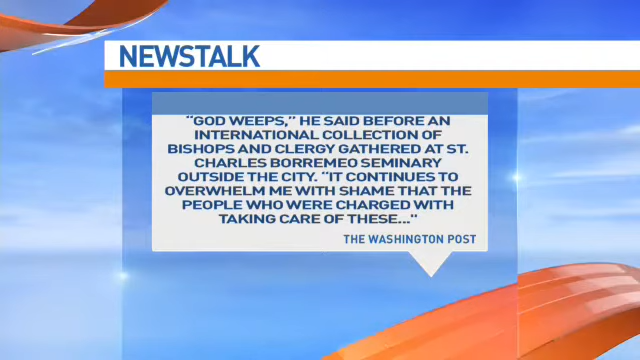 NEWSTALK
"GOD WEEPS," HE SAID BEFORE AN
INTERNATIONAL COLLECTION OF
BISHOPS AND CLERGY GATHERED AT ST.
CHARLES BORREMEO SEMINARY
OUTSIDE THE CITY. "IT CONTINUES TO
OVERWHELM ME WITH SHAME THAT THE
PEOPLE WHO WERE CHARGED WITH
TAKING CARE OF THESE..."
THE WASHINGTON POST